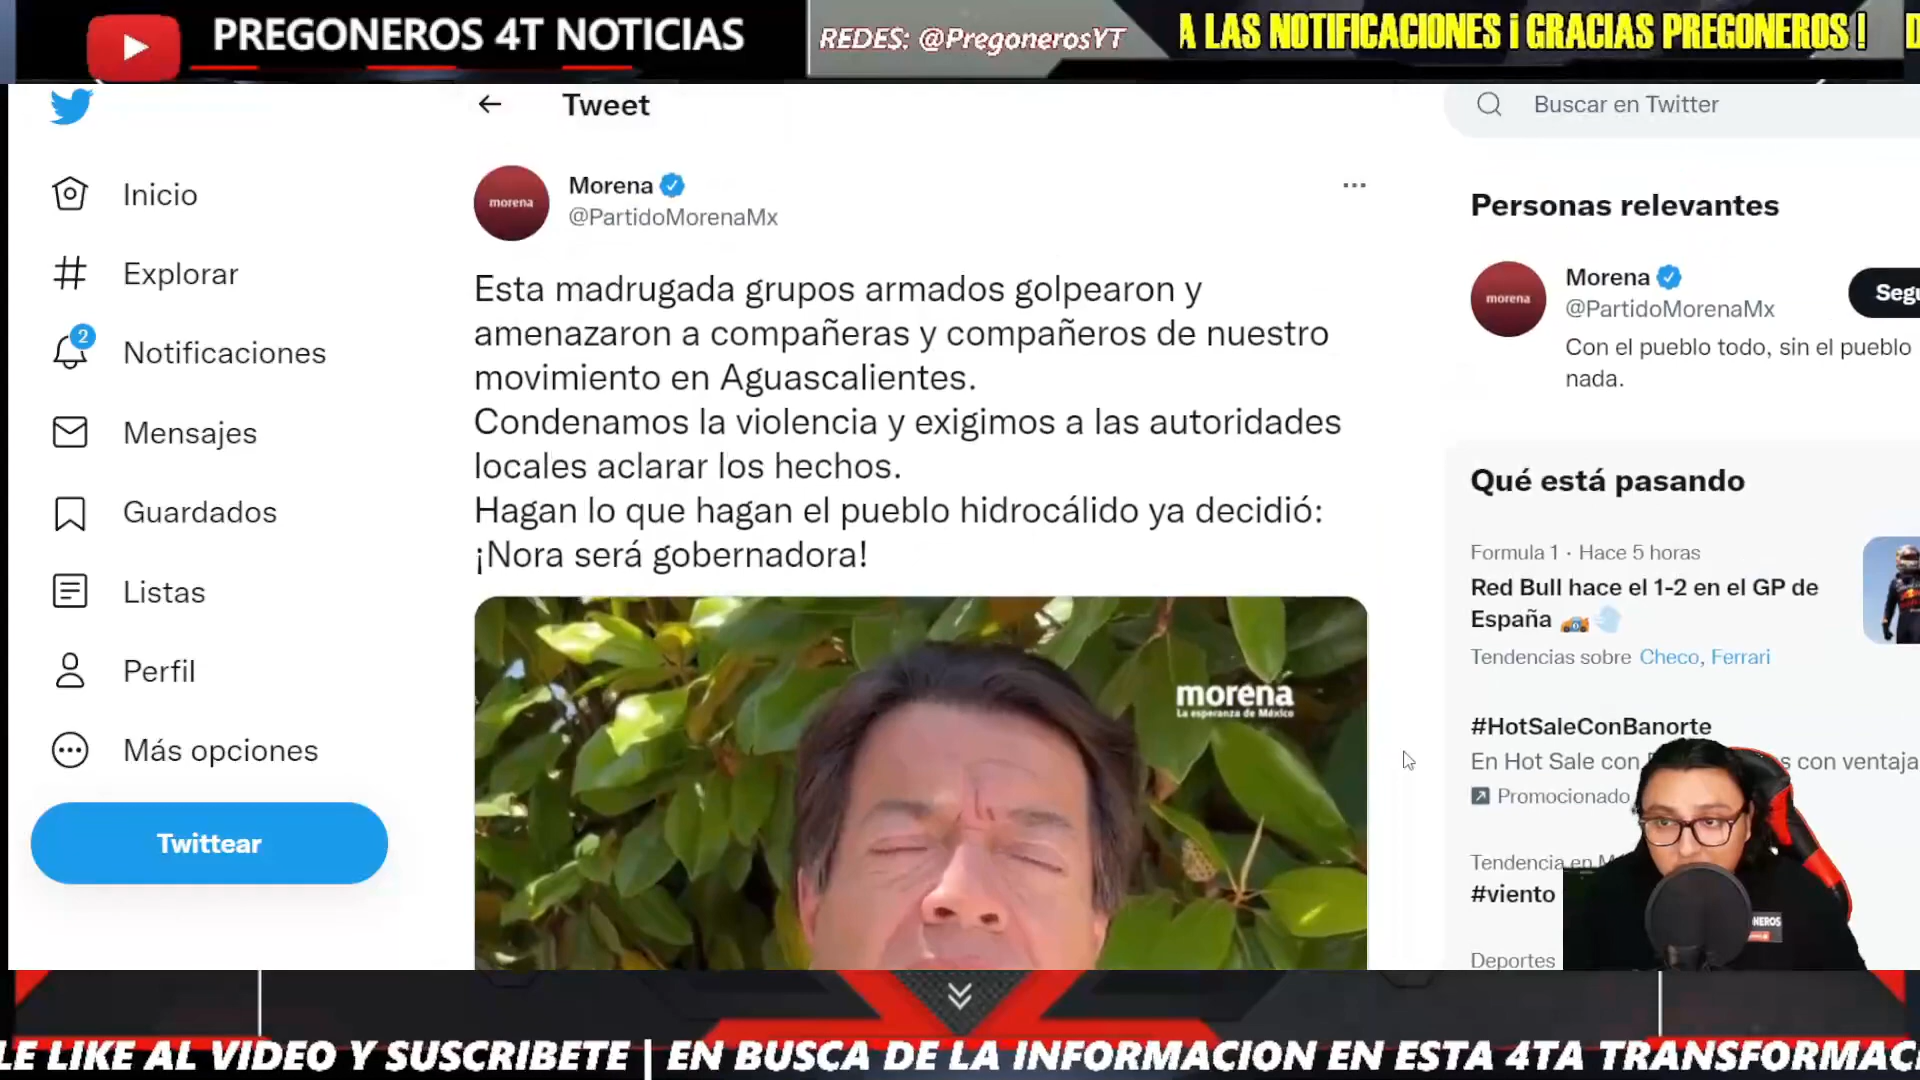 PREGONEROS 4T NOTICIAS
REDES: @PregonerosYT
A LAS NOTIFICACIONES ¡ GRACIAS PREGONEROS !
Tweet
Buscar en Twitter
Inicio
Explorar
2
Notificaciones
Mensajes
Guardados
Listas
Perfil
Más opciones
Twittear
morena
Morena
@PartidoMorenaMx
Esta madrugada grupos armados golpearon y
amenazaron a compañeras y compañeros de nuestro
movimiento en Aguascalientes.
Condenamos la violencia y exigimos a las autoridades
locales aclarar los hechos.
Hagan lo que hagan el pueblo hidrocálido ya decidió:
¡Nora será gobernadora!
morena
La esperanza de México
Personas relevantes
morena
Morena
@PartidoMorenaMx
Segu
Con el pueblo todo, sin el pueblo
nada.
Qué está pasando
Formula 1 · Hace 5 horas
Red Bull hace el 1-2 en el GP de
España
Tendencias sobre Checo, Ferrari
#HotSaleConBanorte
En Hot Sale con s con ventaja
Promocionado
Tendencia en M
#viento
Deportes
NEROS
LE LIKE AL VIDEO Y SUSCRIBETE | EN BUSCA DE LA INFORMACION EN ESTA 4TA TRANSFORMAC